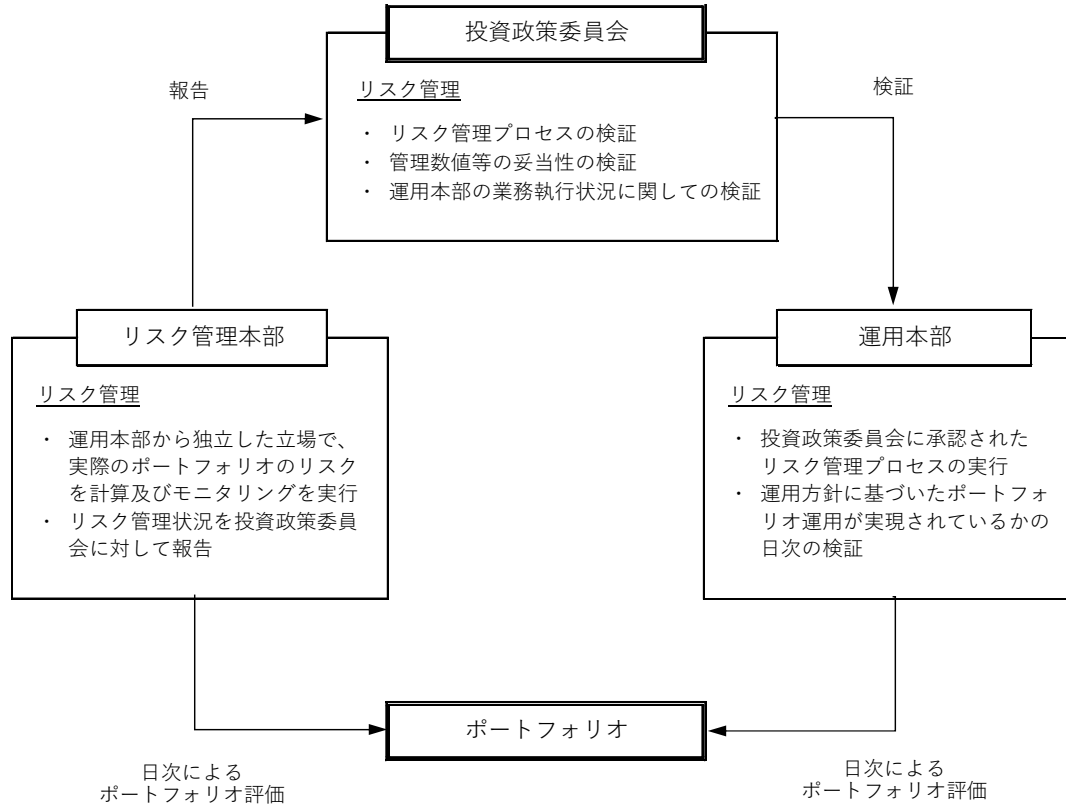 投資政策委員会
報告
検証
リスク管理
・ リスク管理プロセスの検証
・ 管理数値等の妥当性の検証
・ 運用本部の業務執行状況に関しての検証
リスク管理本部
リスク管理
・ 運用本部から独立した立場で、
実際のポートフォリオのリスク
を計算及びモニタリングを実行
・ リスク管理状況を投資政策委員
会に対して報告
運用本部
リスク管理
・ 投資政策委員会に承認された
リスク管理プロセスの実行
・ 運用方針に基づいたポートフォ
リオ運用が実現されているかの
日次の検証
ポートフォリオ
日次による
ポートフォリオ評価
日次による
ポートフォリオ評価